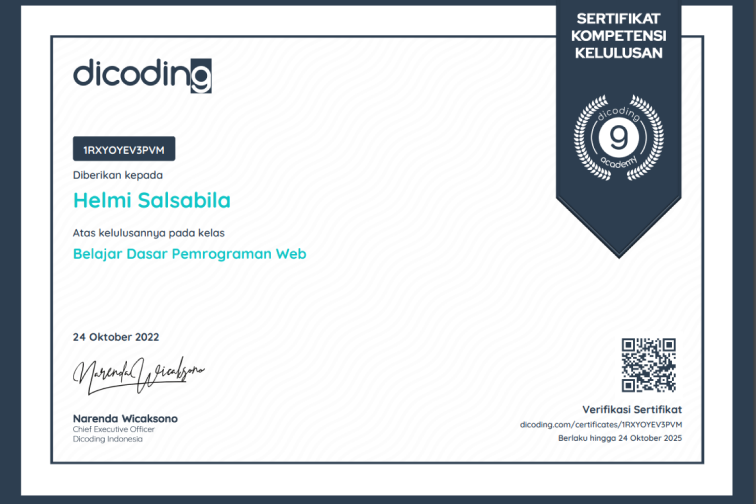 SERTIFIKAT
KOMPETENSI
KELULUSAN
dicoding
dicoding
9
academy
1RXYOYEV3PVM
Diberikan kepada
Helmi Salsabila
Atas kelulusannya pada kelas
Belajar Dasar Pemrograman Web
24 Oktober 2022
Narenda Wicaksono
Narenda Wicaksono
Chief Executive Officer
Dicoding Indonesia
Verifikasi Sertifikat
dicoding.com/certificates/1RXYOYEV3PVM
Berlaku hingga 24 Oktober 2025